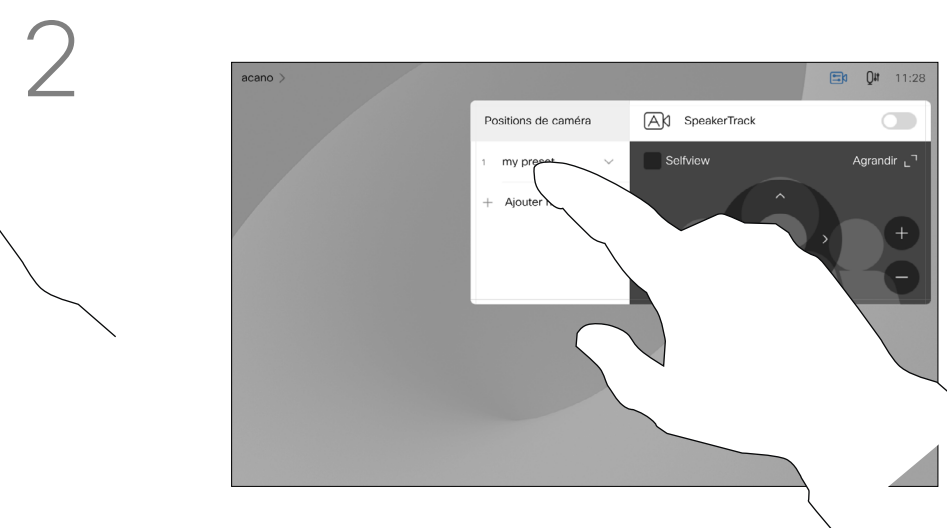 2
acano >
11:28
Positions de caméra
SpeakerTrack
1 my preset
Selfview
Agrandir
+ Ajouter